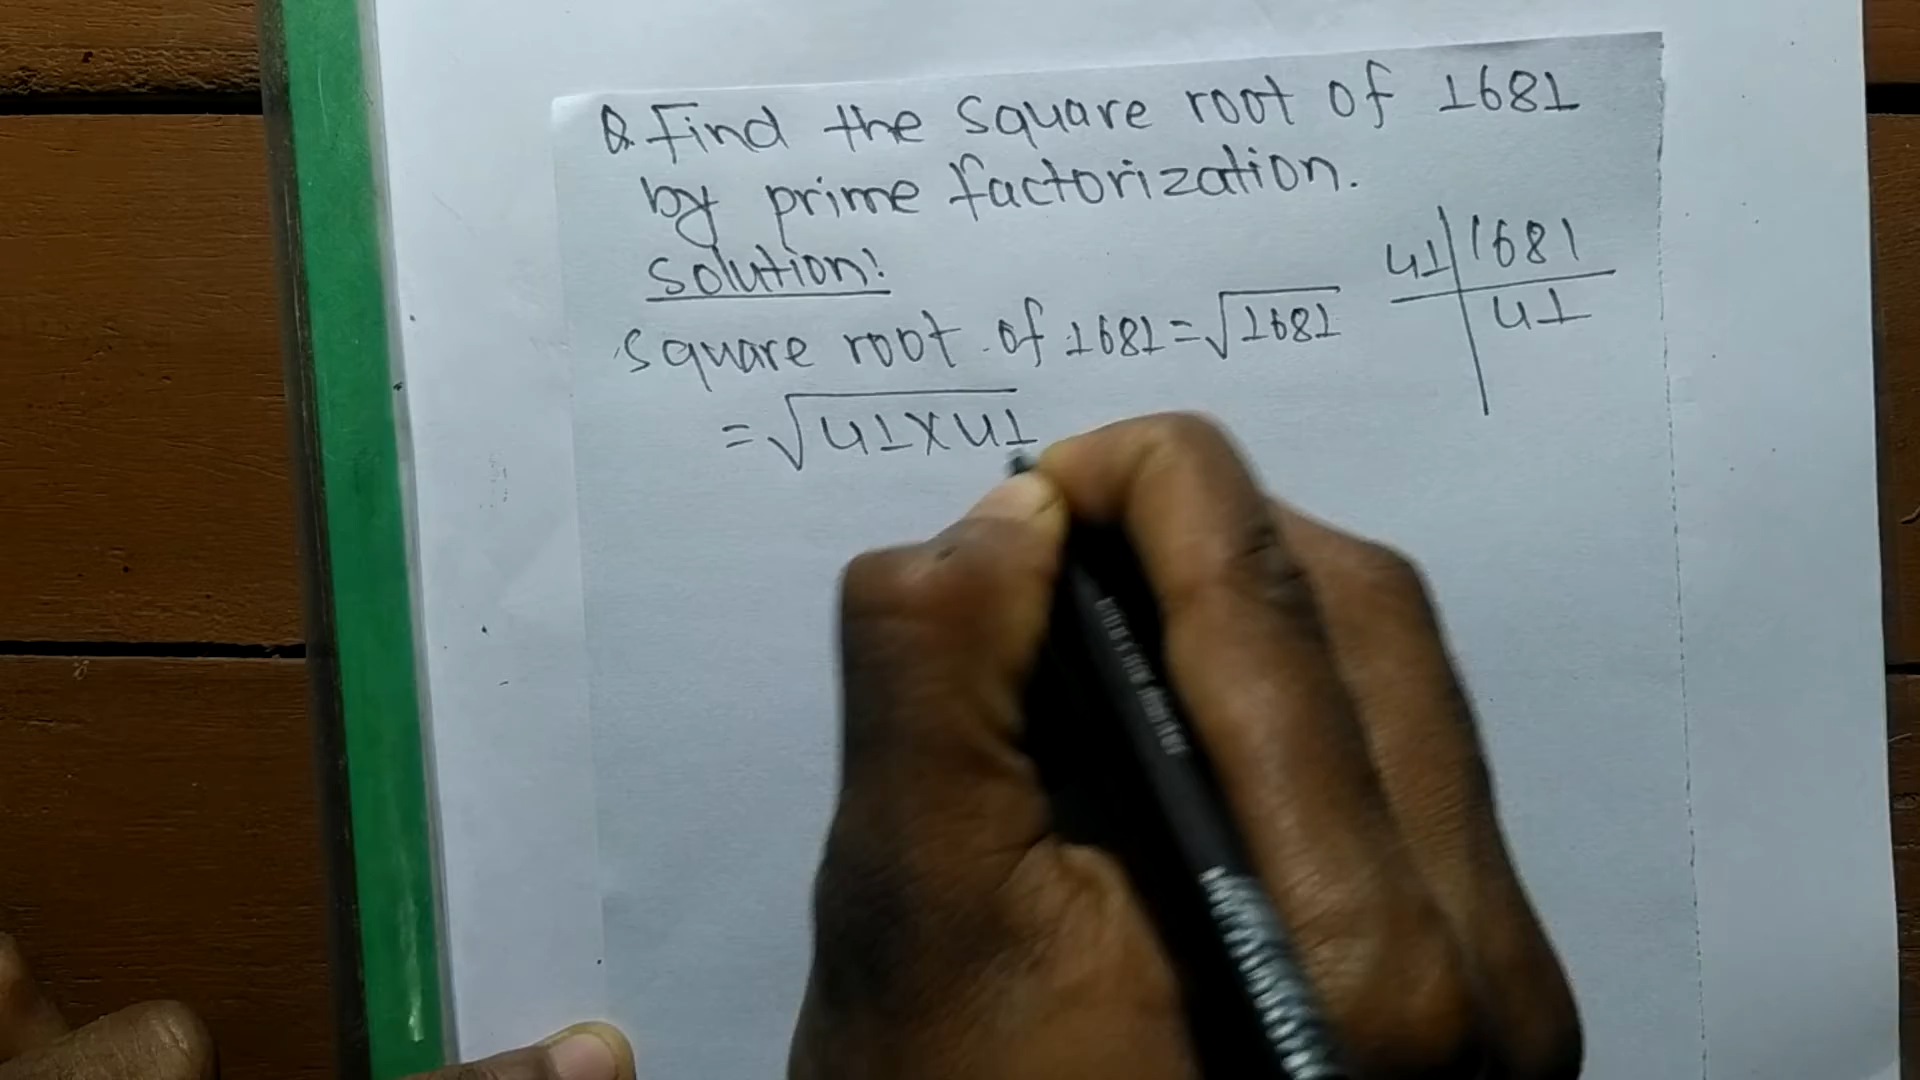 Q. Find the square root of 1681
by prime factorization.
Solution:
41 | 1681
41
square root of 1681 = √1681
= √41×41